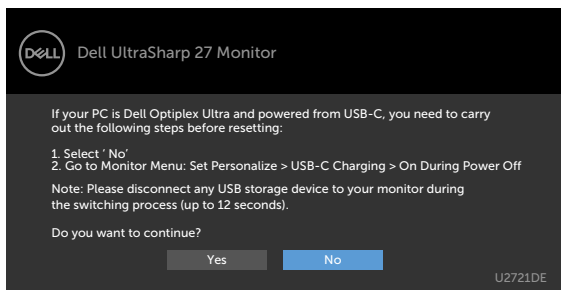 DELL
Dell UltraSharp 27 Monitor
If your PC is Dell Optiplex Ultra and powered from USB-C, you need to carry
out the following steps before resetting:
1. Select ‘ No’
2. Go to Monitor Menu: Set Personalize > USB-C Charging > On During Power Off
Note: Please disconnect any USB storage device to your monitor during
the switching process (up to 12 seconds).
Do you want to continue?
Yes No
U2721DE